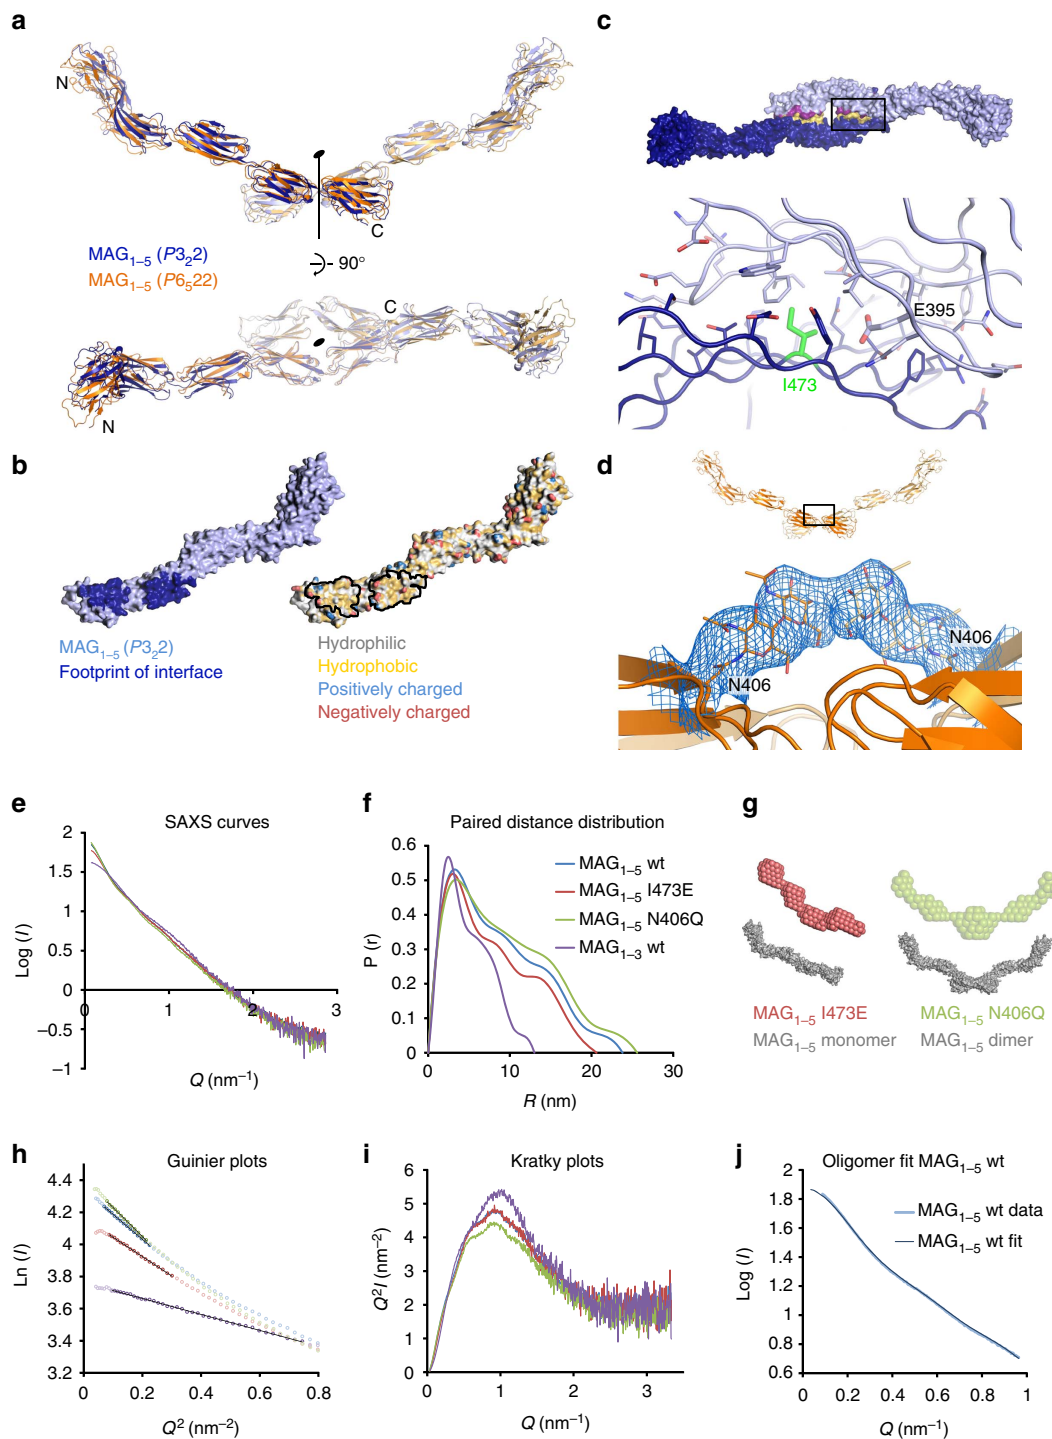 a
N
C
MAG₁₋₅ (P3₂2)
MAG₁₋₅ (P6₅22)
- 90°
C
N
b
MAG₁₋₅ (P3₂2)
Footprint of interface
Hydrophilic
Hydrophobic
Positively charged
Negatively charged
c
E395
I473
d
N406
N406
e
SAXS curves
2
1.5
1
0.5
0
−0.5
−1
1
2
3
Log (I)
Q (nm⁻¹)
f
Paired distance distribution
0.6
0.5
0.4
0.3
0.2
0.1
0
0
10
20
30
P (r)
R (nm)
MAG₁₋₅ wt
MAG₁₋₅ I473E
MAG₁₋₅ N406Q
MAG₁₋₃ wt
g
MAG₁₋₅ I473E
MAG₁₋₅ monomer
MAG₁₋₅ N406Q
MAG₁₋₅ dimer
h
Guinier plots
4.4
4.2
4
3.8
3.6
3.4
3.2
0
0.2
0.4
0.6
0.8
Ln (I)
Q² (nm⁻²)
i
Kratky plots
6
5
4
3
2
1
0
0
1
2
3
Q²I (nm⁻²)
Q (nm⁻¹)
j
Oligomer fit MAG₁₋₅ wt
2
1.8
1.6
1.4
1.2
1
0.8
0.6
0
0.2
0.4
0.6
0.8
1
Log (I)
Q (nm⁻¹)
MAG₁₋₅ wt data
MAG₁₋₅ wt fit